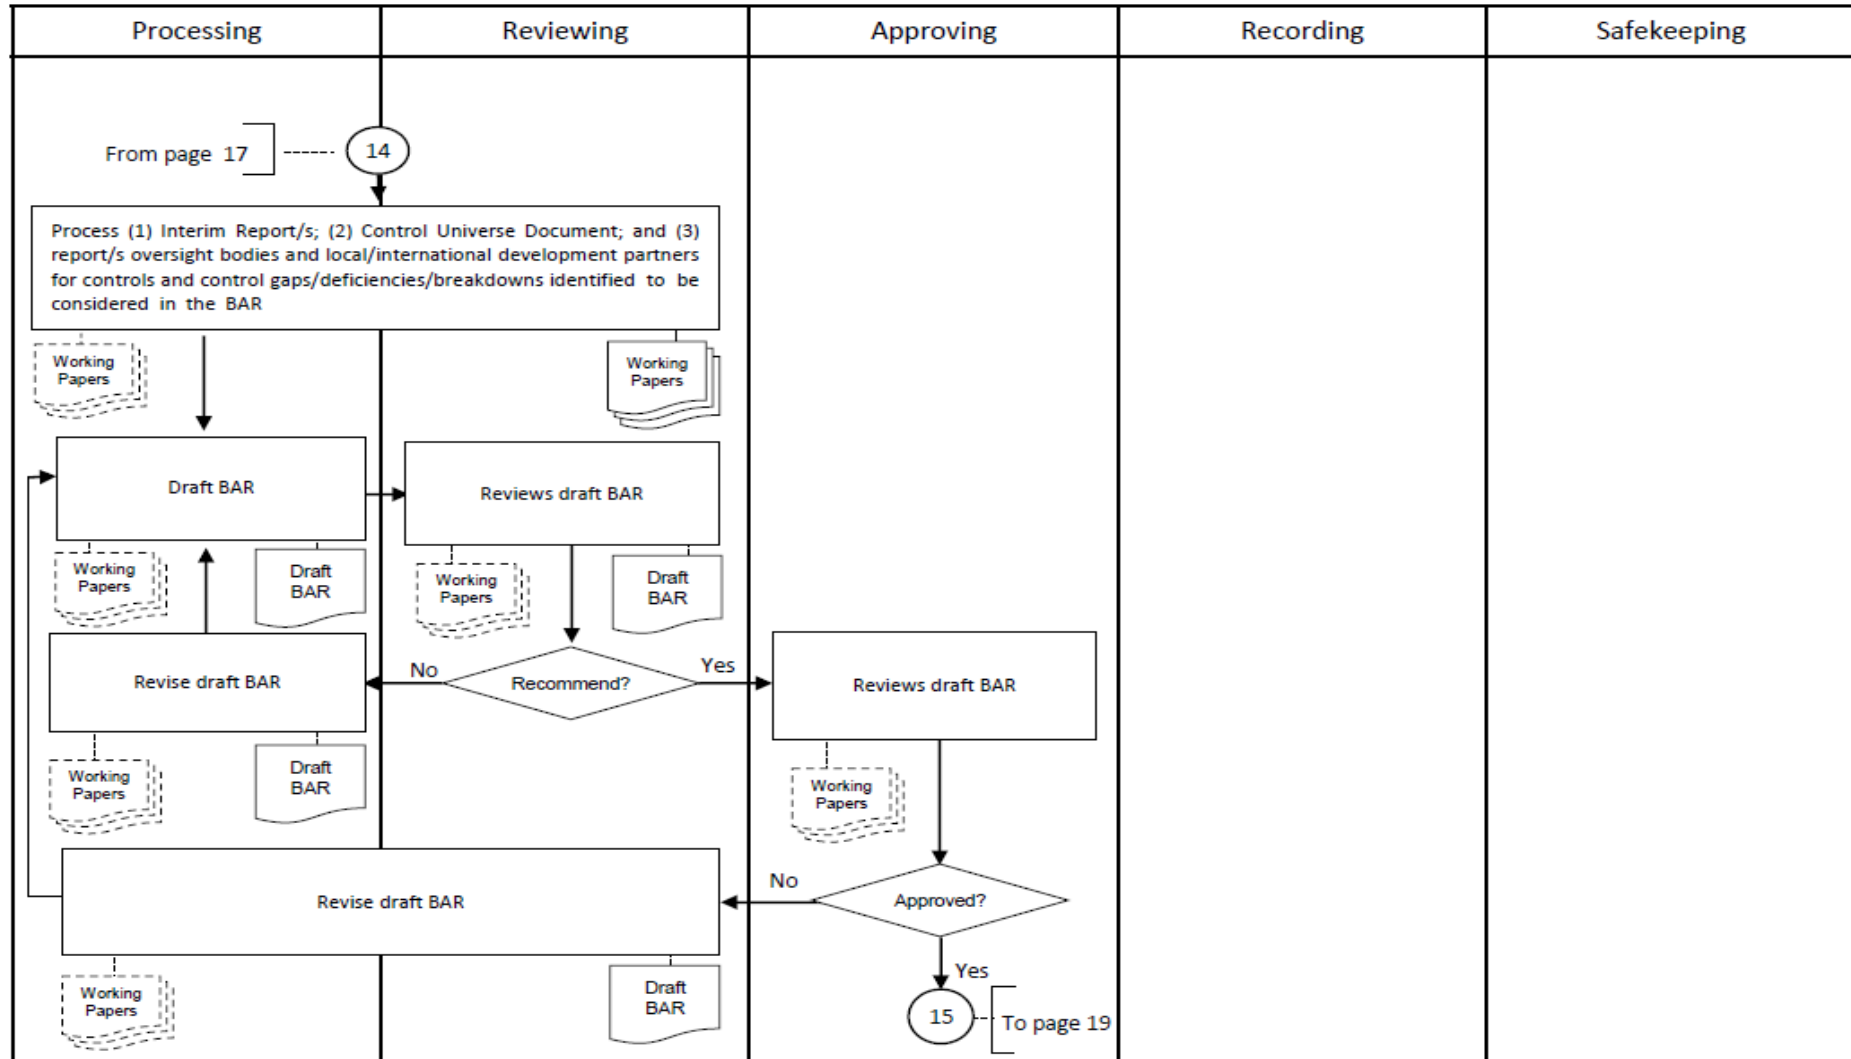 Processing
Reviewing
Approving
Recording
Safekeeping
From page 17
14
Process (1) Interim Report/s; (2) Control Universe Document; and (3)
report/s oversight bodies and local/international development partners
for controls and control gaps/deficiencies/breakdowns identified to be
considered in the BAR
Working
Papers
Working
Papers
Draft BAR
Reviews draft BAR
Working
Papers
Draft
BAR
Working
Papers
Draft
BAR
Revise draft BAR
No
Recommend?
Yes
Reviews draft BAR
Working
Papers
Draft
BAR
Working
Papers
Revise draft BAR
No
Approved?
Working
Papers
Draft
BAR
Yes
15
To page 19